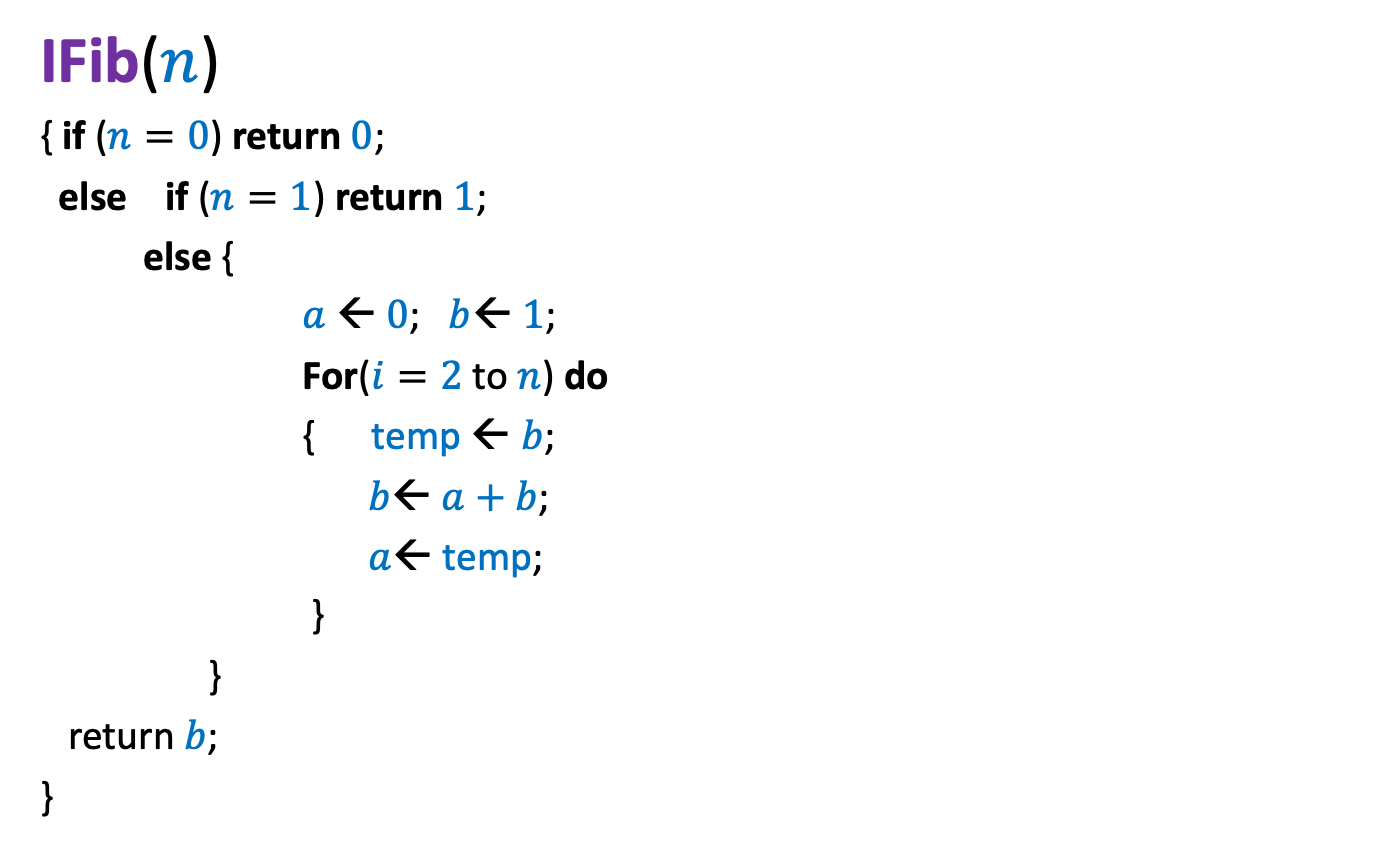 IFib(n)
{ if (n = 0) return 0;
else if (n = 1) return 1;
else {
a ← 0; b← 1;
For(i = 2 to n) do
{ temp ← b;
b← a + b;
a← temp;
}
}
return b;
}